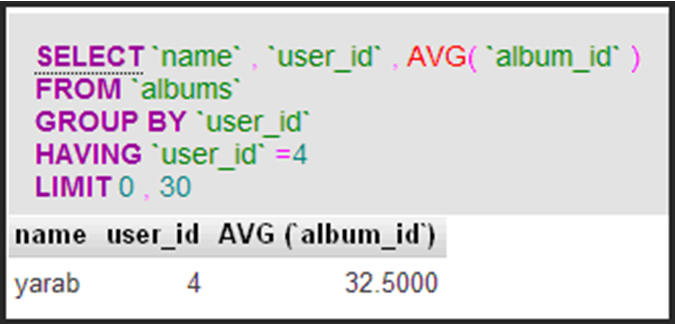 SELECT `name` , `user_id` , AVG( `album_id` )
FROM `albums`
GROUP BY `user_id`
HAVING `user_id` =4
LIMIT 0 , 30
name user_id AVG (`album_id`)
yarab 4 32.5000